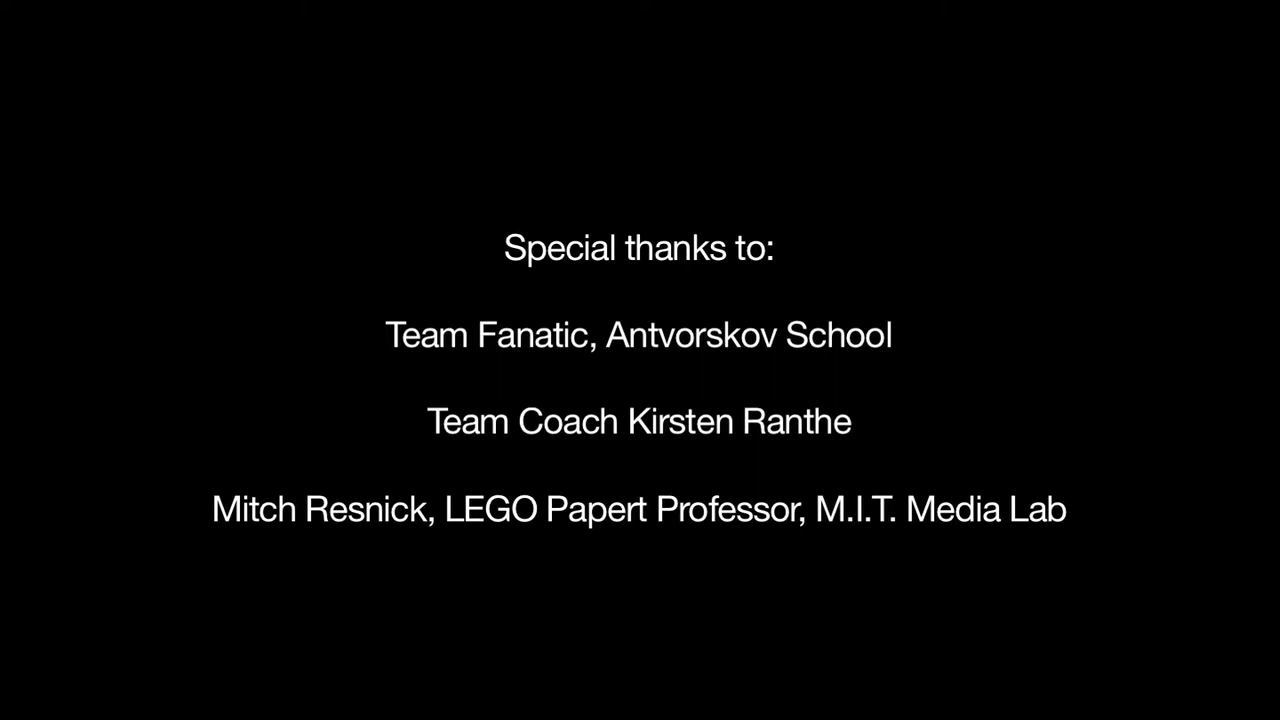 Special thanks to:
Team Fanatic, Antvorskov School
Team Coach Kirsten Ranthe
Mitch Resnick, LEGO Papert Professor, M.I.T. Media Lab